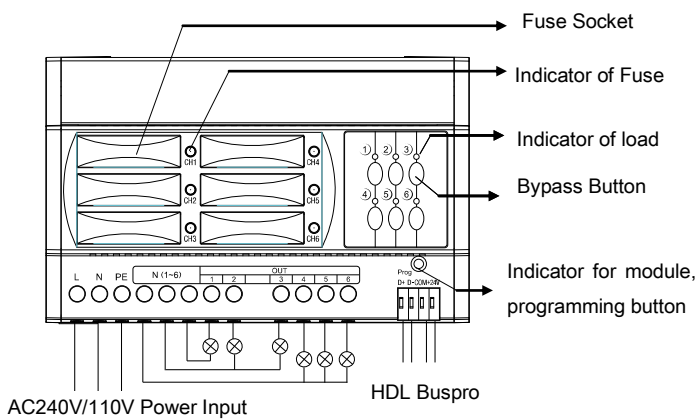 Fuse Socket
Indicator of Fuse
CH1
CH4
CH2
CH5
CH3
CH6
1 2 3
4 5 6
Indicator of load
Bypass Button
L N PE N (1~6) OUT
1 2 3 4 5 6
Prog
D+ D- COM +24V
Indicator for module,
programming button
AC240V/110V Power Input
HDL Buspro